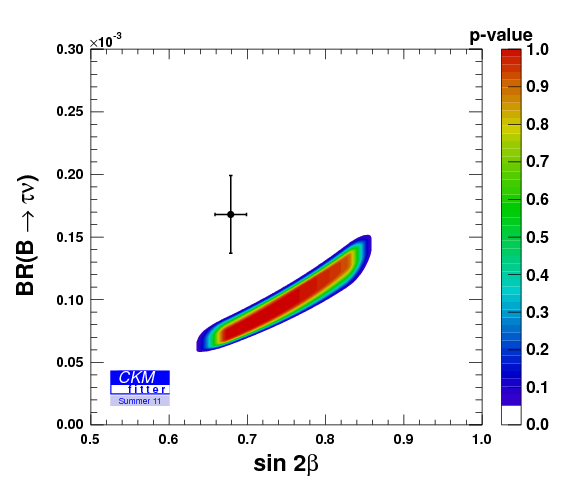 p-value
×10⁻³
0.30
0.25
0.20
0.15
0.10
0.05
0.00
BR(B → τν)
0.5 0.6 0.7 0.8 0.9 1.0
sin 2β
CKM
fitter
Summer 11
1.0
0.9
0.8
0.7
0.6
0.5
0.4
0.3
0.2
0.1
0.0